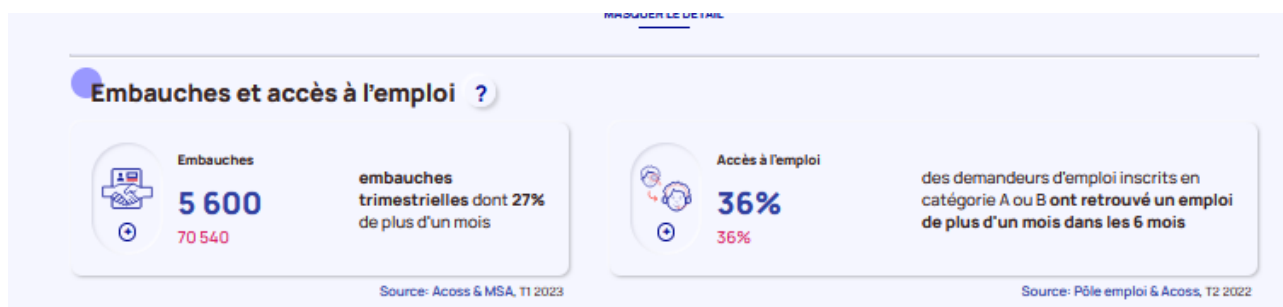 MASQUER LE DÉTAIL
Embauches et accès à l'emploi ?
Embauches
5 600
70 540
embauches
trimestrielles dont 27%
de plus d'un mois
Source: Acoss & MSA, T1 2023
Accès à l'emploi
36%
36%
des demandeurs d'emploi inscrits en
catégorie A ou B ont retrouvé un emploi
de plus d'un mois dans les 6 mois
Source: Pôle emploi & Acoss, T2 2022